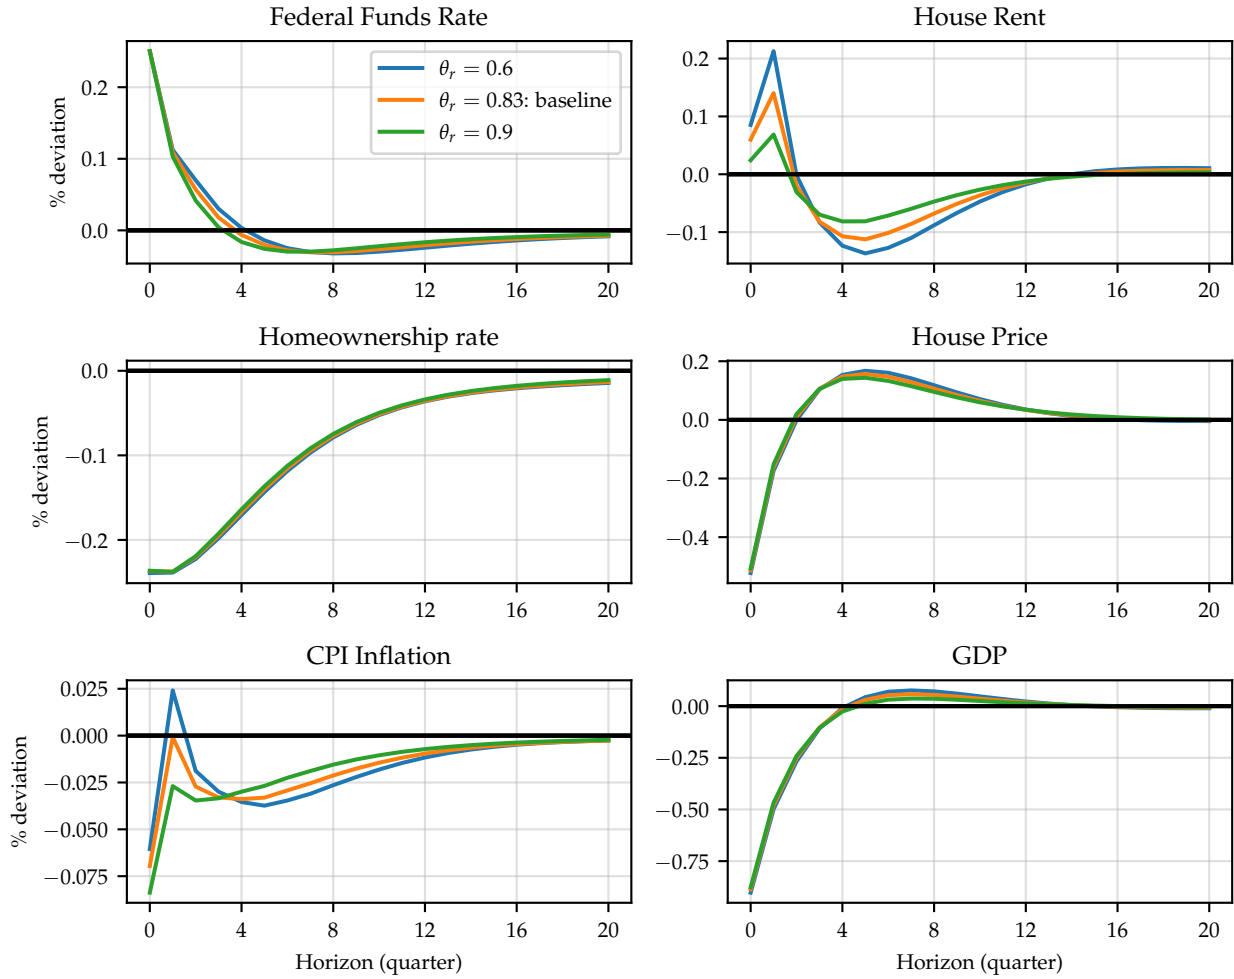 Federal Funds Rate
House Rent
θ_r = 0.6
θ_r = 0.83: baseline
θ_r = 0.9
% deviation
0.2
0.1
0.0
0 4 8 12 16 20
0.2
0.1
0.0
−0.1
0 4 8 12 16 20
Homeownership rate
House Price
% deviation
0.0
−0.1
−0.2
0 4 8 12 16 20
0.2
0.0
−0.2
−0.4
0 4 8 12 16 20
CPI Inflation
GDP
% deviation
0.025
0.000
−0.025
−0.050
−0.075
0 4 8 12 16 20
Horizon (quarter)
0.00
−0.25
−0.50
−0.75
0 4 8 12 16 20
Horizon (quarter)